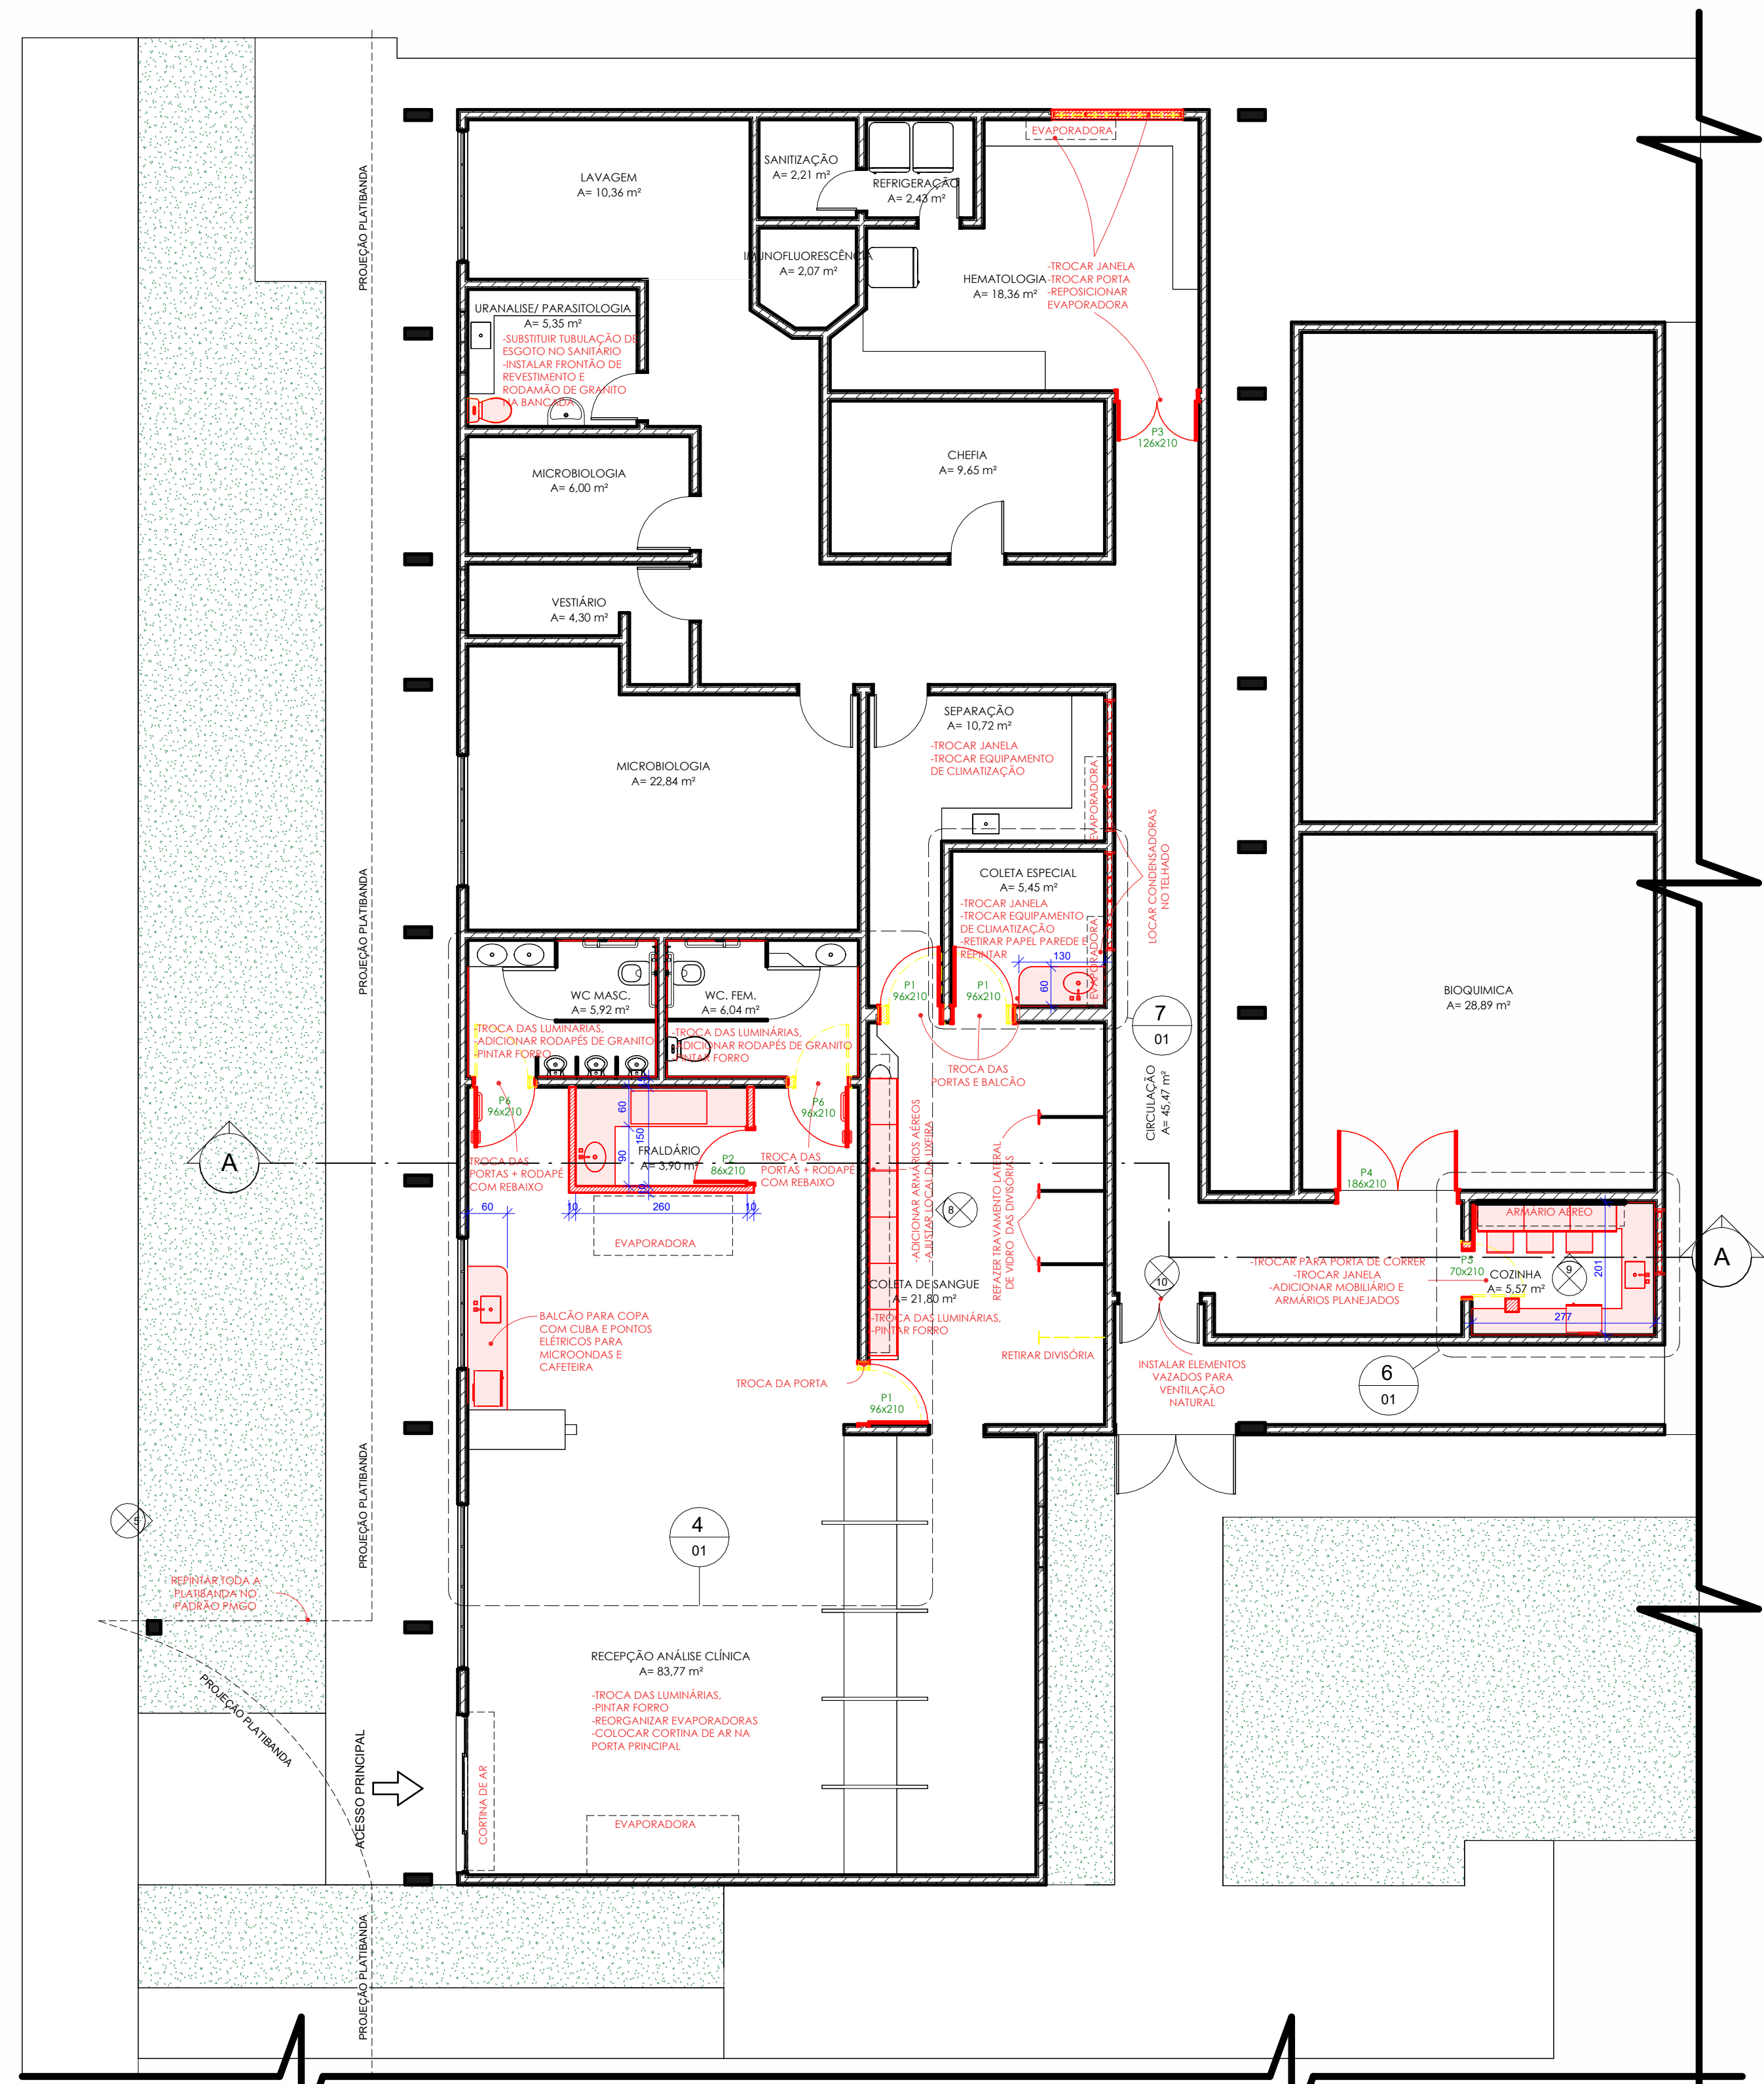 PROJEÇÃO PLATIBANDA
LAVAGEM
A= 10,36 m²
SANITIZAÇÃO
A= 2,21 m²
REFRIGERAÇÃO
A= 2,43 m²
EVAPORADORA
IMUNOFLUORESCÊNCIA
A= 2,07 m²
HEMATOLOGIA
A= 18,36 m²
-TROCAR JANELA
-TROCAR PORTA
-REPOSICIONAR
EVAPORADORA
URANALISE/ PARASITOLOGIA
A= 5,35 m²
-SUBSTITUIR TUBULAÇÃO DE
ESGOTO NO SANITÁRIO
-INSTALAR FRONTÃO DE
REVESTIMENTO E
RODAMÃO DE GRANITO
NA BANCADA
P3
126x210
CHEFIA
A= 9,65 m²
MICROBIOLOGIA
A= 6,00 m²
VESTIÁRIO
A= 4,30 m²
SEPARAÇÃO
A= 10,72 m²
-TROCAR JANELA
-TROCAR EQUIPAMENTO
DE CLIMATIZAÇÃO
EVAPORADORA
MICROBIOLOGIA
A= 22,84 m²
LOCAR CONDENSADORAS
NO TELHADO
PROJEÇÃO PLATIBANDA
COLETA ESPECIAL
A= 5,45 m²
-TROCAR JANELA
-TROCAR EQUIPAMENTO
DE CLIMATIZAÇÃO
-RETIRAR PAPEL PAREDE E
REPINTAR
EVAPORADORA
130
60
P1
96x210
P1
96x210
BIOQUIMICA
A= 28,89 m²
WC MASC.
A= 5,92 m²
WC. FEM.
A= 6,04 m²
-TROCA DAS LUMINÁRIAS,
-ADICIONAR RODAPÉS DE GRANITO
-PINTAR FORRO
-TROCA DAS LUMINÁRIAS,
-ADICIONAR RODAPÉS DE GRANITO
-PINTAR FORRO
7
01
TROCA DAS
PORTAS E BALCÃO
CIRCULAÇÃO
A= 45,47 m²
P6
96x210
P6
96x210
15
60
150
90
10
FRALDÁRIO
A= 3,90 m²
P2
86x210
TROCA DAS
PORTAS + RODAPÉ
COM REBAIXO
TROCA DAS
PORTAS + RODAPÉ
COM REBAIXO
A
-ADICIONAR ARMÁRIOS AÉREOS
-AJUSTAR LOCAL DA LIXEIRA
REFAZER TRAVAMENTO LATERAL
DE VIDRO DAS DIVISÓRIAS
P4
186x210
60
10
260
10
EVAPORADORA
8
ARMÁRIO AÉREO
A
-TROCAR PARA PORTA DE CORRER
-TROCAR JANELA
-ADICIONAR MOBILIÁRIO E
ARMÁRIOS PLANEJADOS
P5
70x210
COZINHA
A= 5,57 m²
9
201
277
10
COLETA DE SANGUE
A= 21,80 m²
-TROCA DAS LUMINÁRIAS,
-PINTAR FORRO
BALCÃO PARA COPA
COM CUBA E PONTOS
ELÉTRICOS PARA
MICROONDAS E
CAFETEIRA
RETIRAR DIVISÓRIA
INSTALAR ELEMENTOS
VAZADOS PARA
VENTILAÇÃO
NATURAL
TROCA DA PORTA
P1
96x210
6
01
PROJEÇÃO PLATIBANDA
5
4
01
REPINTAR TODA A
PLATIBANDA NO
PADRÃO PMGO
PROJEÇÃO PLATIBANDA
RECEPÇÃO ANÁLISE CLÍNICA
A= 83,77 m²
-TROCA DAS LUMINÁRIAS,
-PINTAR FORRO
-REORGANIZAR EVAPORADORAS
-COLOCAR CORTINA DE AR NA
PORTA PRINCIPAL
ACESSO PRINCIPAL
CORTINA DE AR
EVAPORADORA
PROJEÇÃO PLATIBANDA